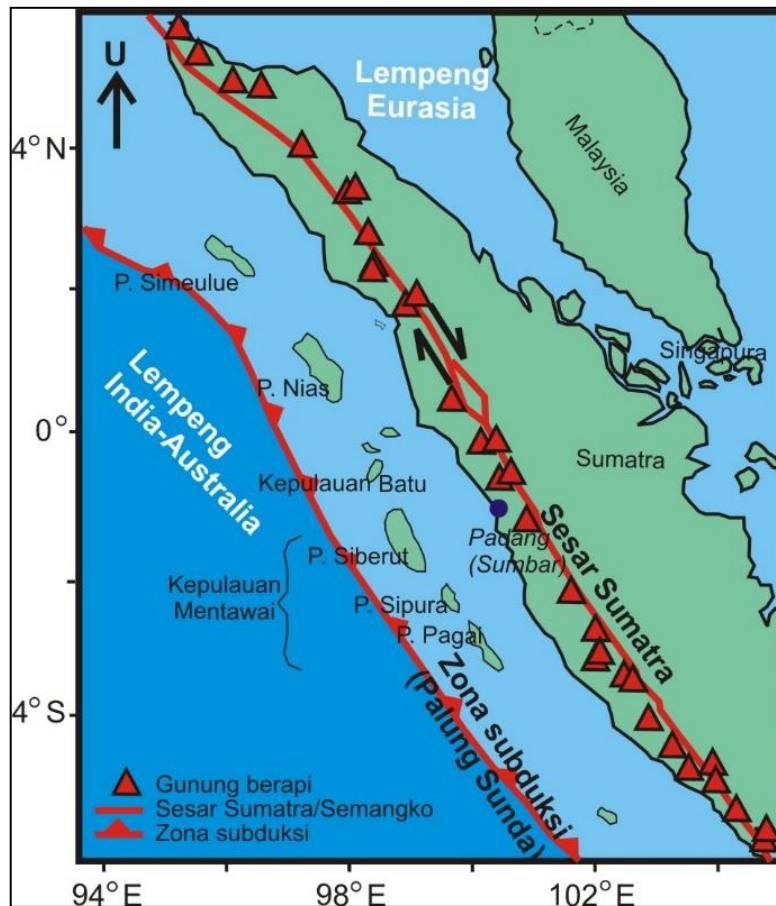 U
Lempeng
Eurasia
Malaysia
4°N
P. Simeulue
Singapura
P. Nias
Lempeng
India-Australia
0°
Sumatra
Kepulauan Batu
Sesar Sumatra
Padang
(Sumbar)
P. Siberut
Kepulauan
Mentawai
P. Sipura
P. Pagai
Zona subduksi
(Palung Sunda)
4°S
Gunung berapi
Sesar Sumatra/Semangko
Zona subduksi
94°E
98°E
102°E